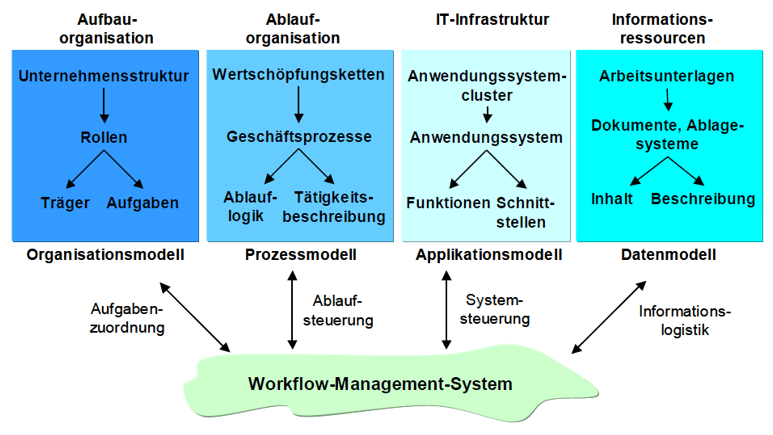 Aufbau-
organisation
Unternehmensstruktur
Rollen
Träger
Aufgaben
Organisationsmodell
Ablauf-
organisation
Wertschöpfungsketten
Geschäftsprozesse
Ablauf-
logik
Tätigkeits-
beschreibung
Prozessmodell
IT-Infrastruktur
Anwendungssystem-
cluster
Anwendungssystem
Funktionen
Schnitt-
stellen
Applikationsmodell
Informations-
ressourcen
Arbeitsunterlagen
Dokumente, Ablage-
systeme
Inhalt
Beschreibung
Datenmodell
Aufgaben-
zuordnung
Ablauf-
steuerung
System-
steuerung
Informations-
logistik
Workflow-Management-System